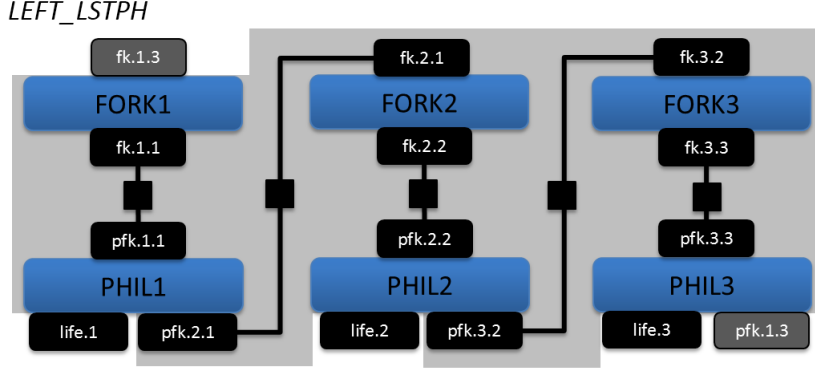 LEFT_LSTPH
fk.1.3 fk.2.1 fk.3.2
FORK1 FORK2 FORK3
fk.1.1 fk.2.2 fk.3.3
pfk.1.1 pfk.2.2 pfk.3.3
PHIL1 PHIL2 PHIL3
life.1 pfk.2.1 life.2 pfk.3.2 life.3 pfk.1.3